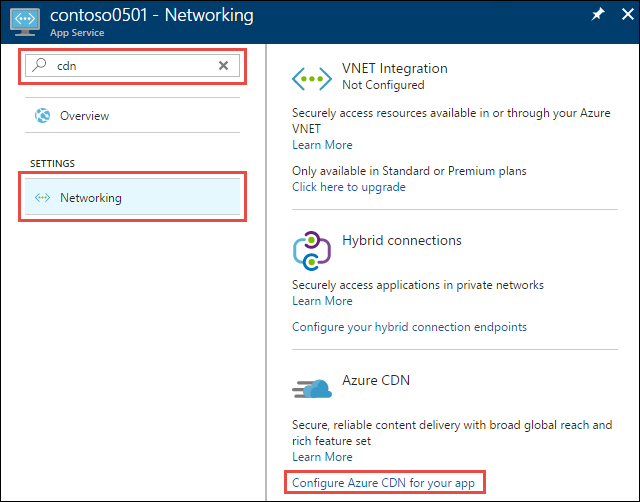 contoso0501 - Networking
App Service
cdn
Overview
SETTINGS
Networking
VNET Integration
Not Configured
Securely access resources available in or through your Azure
VNET
Learn More
Only available in Standard or Premium plans
Click here to upgrade
Hybrid connections
Securely access applications in private networks
Learn More
Configure your hybrid connection endpoints
Azure CDN
Secure, reliable content delivery with broad global reach and
rich feature set
Learn More
Configure Azure CDN for your app